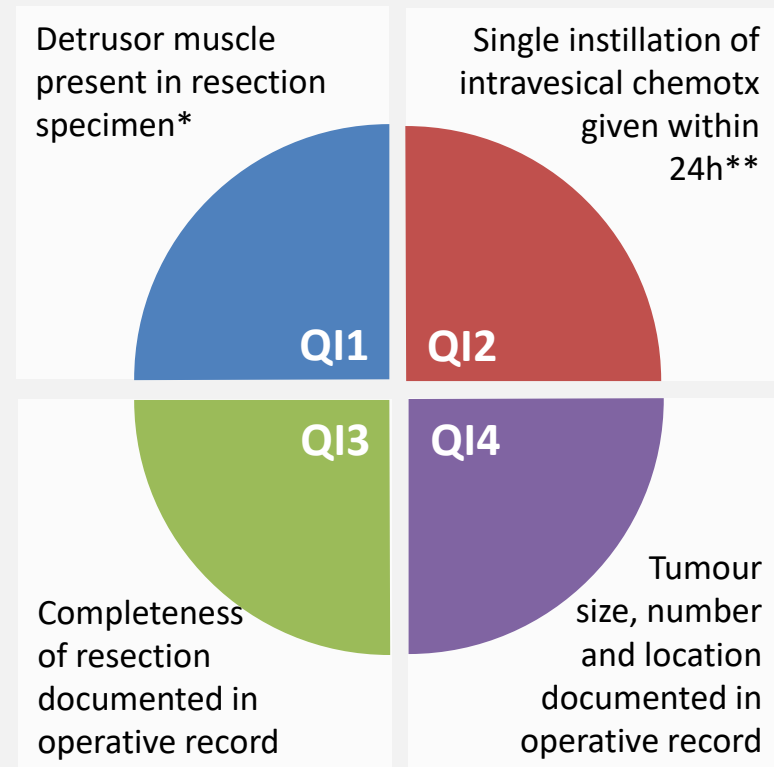 Detrusor muscle
present in resection
specimen*
Single instillation of
intravesical chemotx
given within
24h**
QI1
QI2
QI3
QI4
Completeness
of resection
documented in
operative record
Tumour
size, number
and location
documented in
operative record